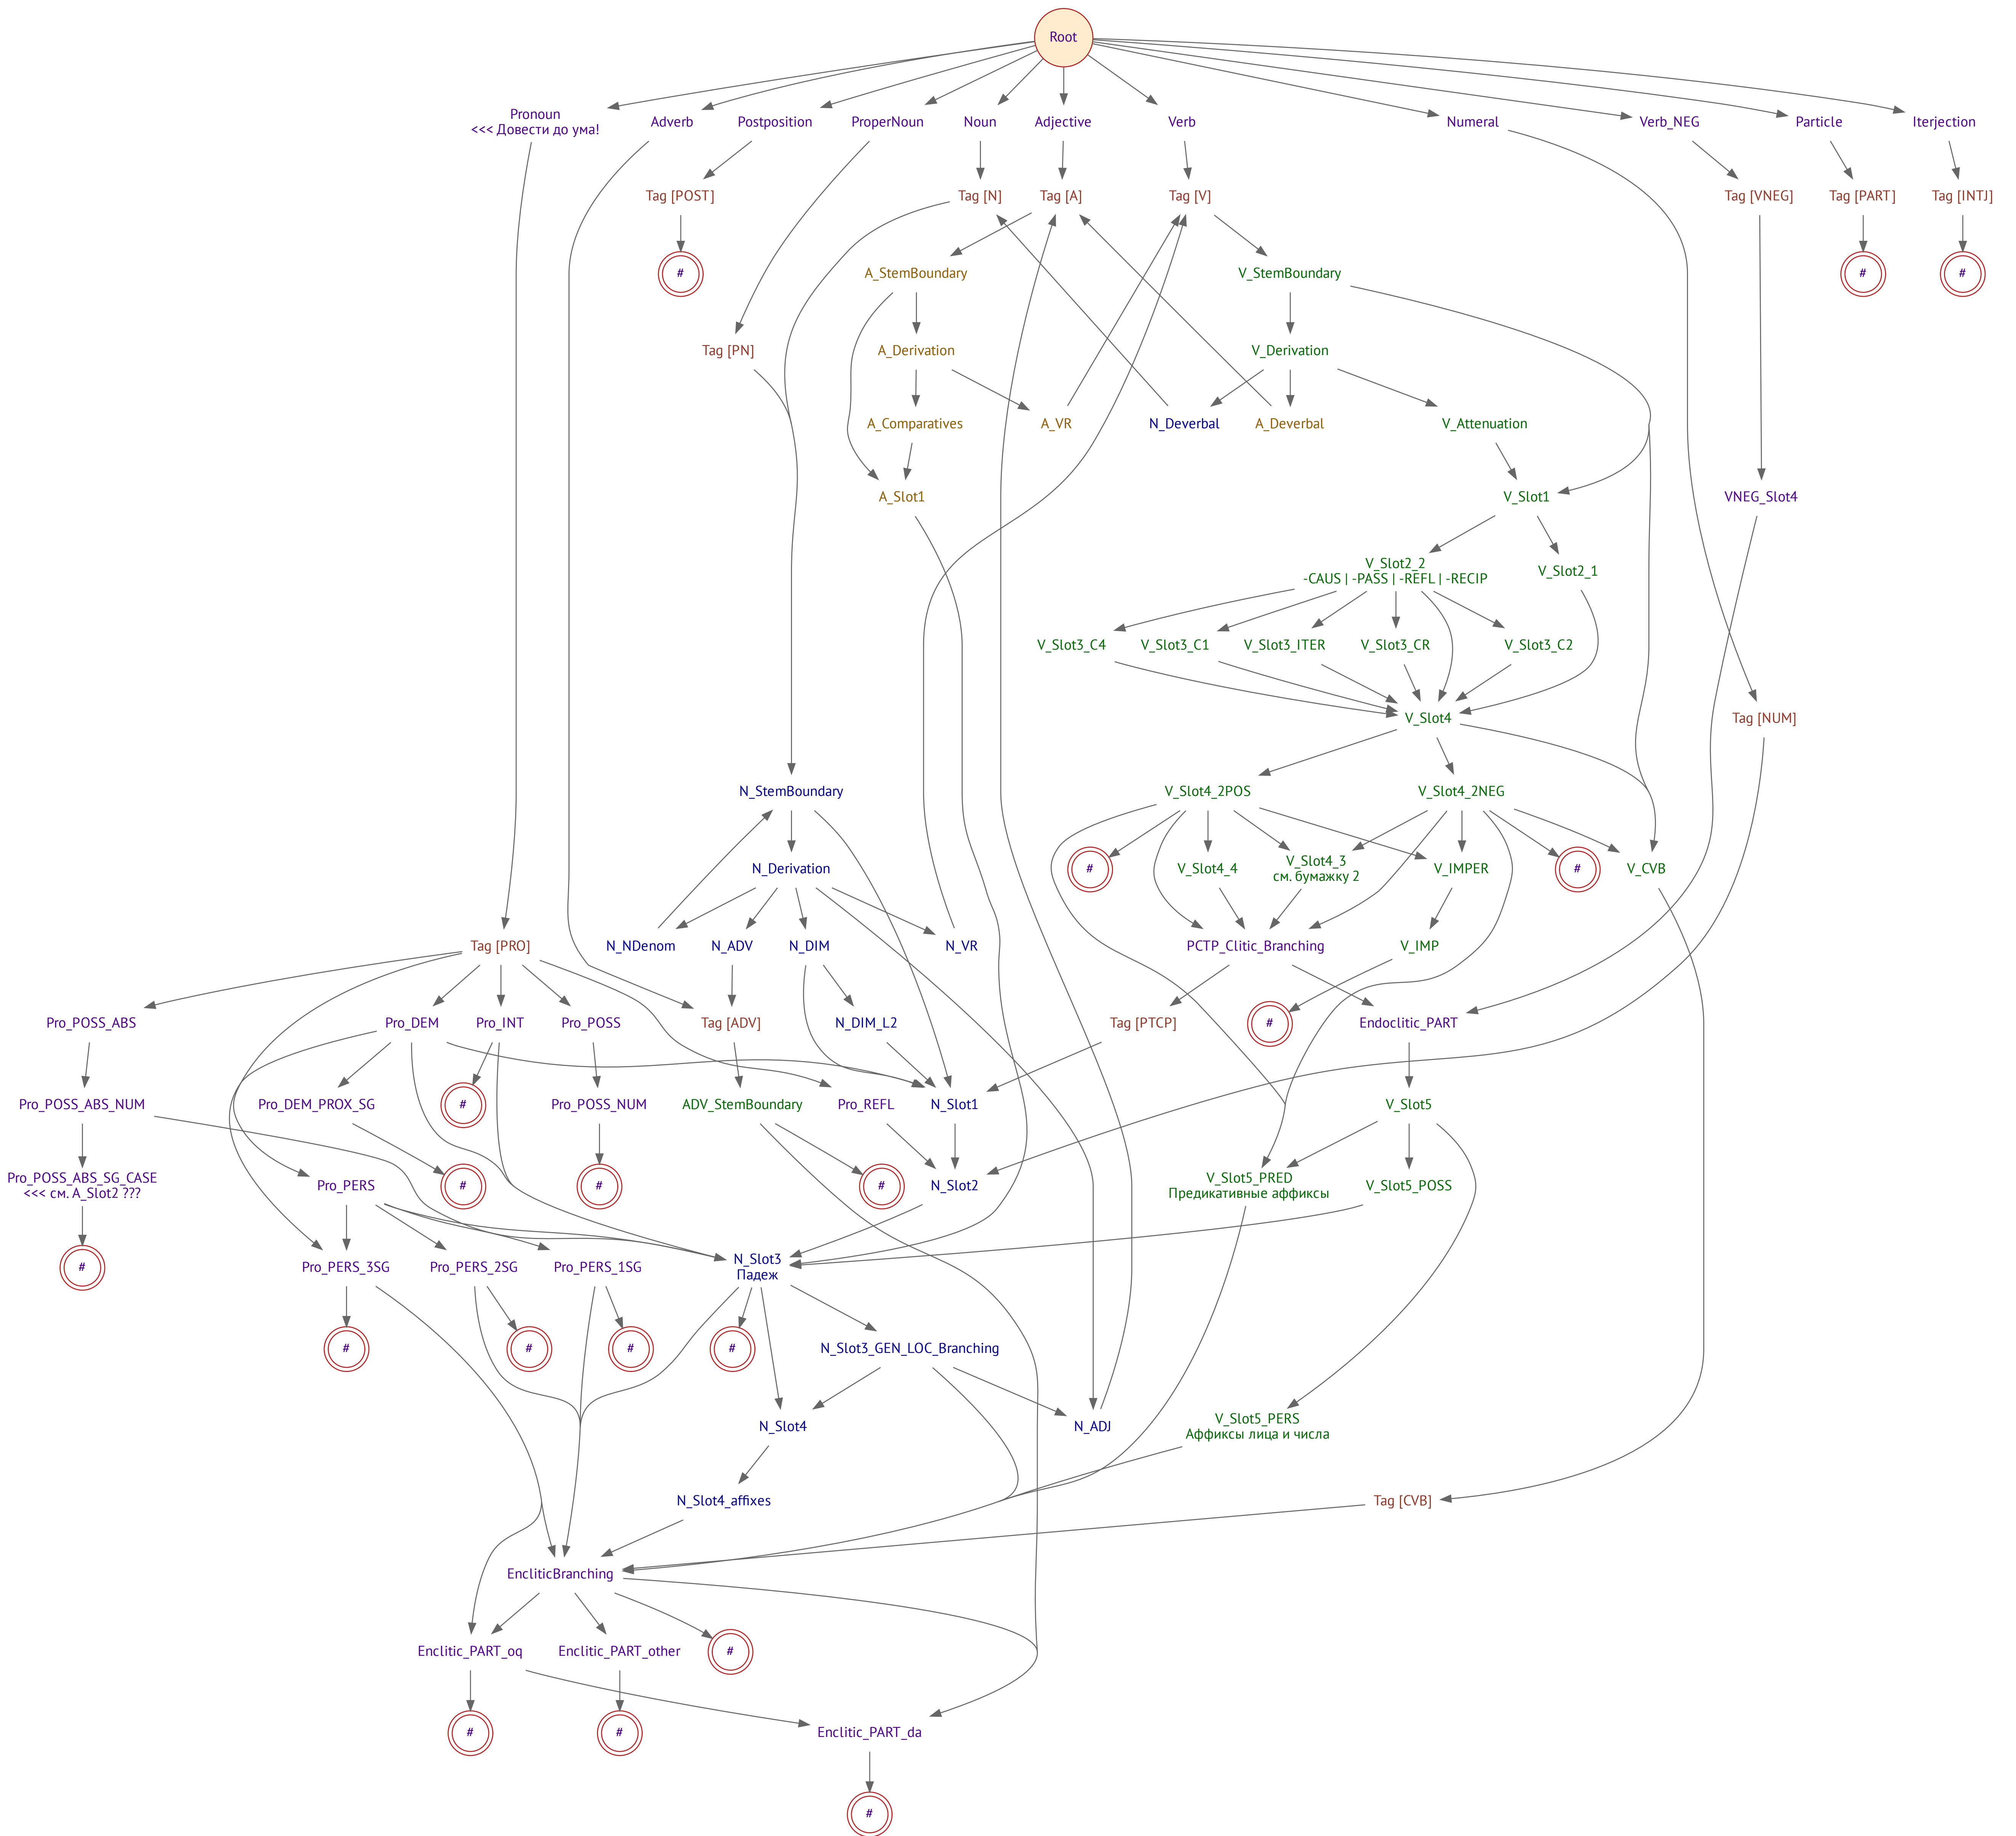 Root
Pronoun
<<< Довести до ума!
Adverb
Postposition
ProperNoun
Noun
Adjective
Verb
Numeral
Verb_NEG
Particle
Iterjection
Tag [POST]
Tag [N]
Tag [A]
Tag [V]
Tag [VNEG]
Tag [PART]
Tag [INTJ]
#
A_StemBoundary
V_StemBoundary
#
#
Tag [PN]
A_Derivation
V_Derivation
A_Comparatives
A_VR
N_Deverbal
A_Deverbal
V_Attenuation
A_Slot1
V_Slot1
VNEG_Slot4
V_Slot2_2
-CAUS | -PASS | -REFL | -RECIP
V_Slot2_1
V_Slot3_C4
V_Slot3_C1
V_Slot3_ITER
V_Slot3_CR
V_Slot3_C2
V_Slot4
Tag [NUM]
N_StemBoundary
V_Slot4_2POS
V_Slot4_2NEG
N_Derivation
#
V_Slot4_4
V_Slot4_3
см. бумажку 2
V_IMPER
#
V_CVB
Tag [PRO]
N_NDenom
N_ADV
N_DIM
N_VR
PCTP_Clitic_Branching
V_IMP
Pro_POSS_ABS
Pro_DEM
Pro_INT
Pro_POSS
Tag [ADV]
N_DIM_L2
Tag [PTCP]
#
Endoclitic_PART
Pro_POSS_ABS_NUM
Pro_DEM_PROX_SG
#
Pro_POSS_NUM
ADV_StemBoundary
Pro_REFL
N_Slot1
V_Slot5
Pro_POSS_ABS_SG_CASE
<<< см. A_Slot2 ???
Pro_PERS
#
#
#
N_Slot2
V_Slot5_PRED
Предикативные аффиксы
V_Slot5_POSS
#
Pro_PERS_3SG
Pro_PERS_2SG
Pro_PERS_1SG
N_Slot3
Падеж
#
#
#
#
N_Slot3_GEN_LOC_Branching
N_Slot4
N_ADJ
V_Slot5_PERS
Аффиксы лица и числа
N_Slot4_affixes
Tag [CVB]
EncliticBranching
Enclitic_PART_oq
Enclitic_PART_other
#
#
#
Enclitic_PART_da
#